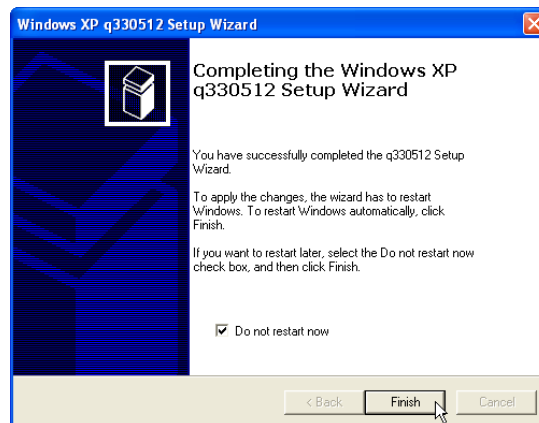 Windows XP q330512 Setup Wizard
Completing the Windows XP
q330512 Setup Wizard
You have successfully completed the q330512 Setup
Wizard.
To apply the changes, the wizard has to restart
Windows. To restart Windows automatically, click
Finish.
If you want to restart later, select the Do not restart now
check box, and then click Finish.
Do not restart now
< Back Finish Cancel